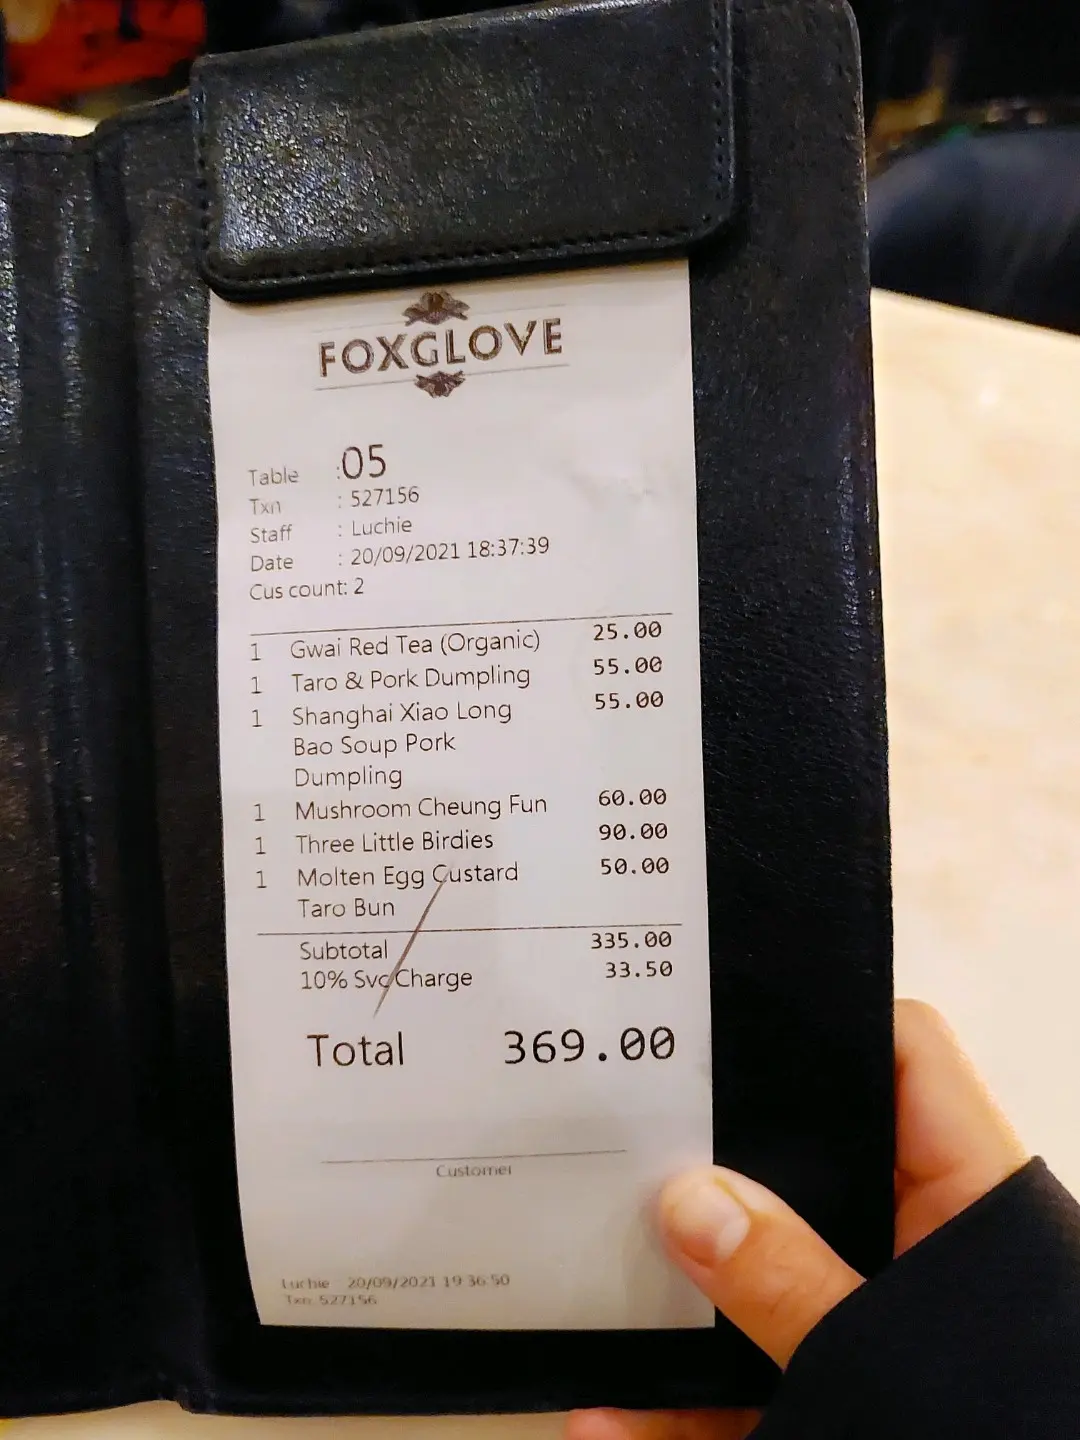 FOXGLOVE
Table :05
Txn : 527156
Staff : Luchie
Date : 20/09/2021 18:37:39
Cus count: 2
1 Gwai Red Tea (Organic) 25.00
1 Taro & Pork Dumpling 55.00
1 Shanghai Xiao Long 55.00
Bao Soup Pork
Dumpling
1 Mushroom Cheung Fun 60.00
1 Three Little Birdies 90.00
1 Molten Egg Custard 50.00
Taro Bun
Subtotal 335.00
10% Svc Charge 33.50
Total 369.00
Customer
Luchie : 20/09/2021 19:36:50
Txn: 527156